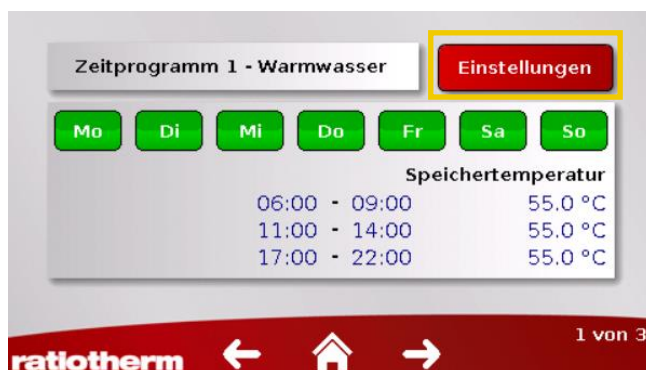 Zeitprogramm 1 - Warmwasser Einstellungen
Mo Di Mi Do Fr Sa So
Speichertemperatur
06:00 - 09:00 55.0 °C
11:00 - 14:00 55.0 °C
17:00 - 22:00 55.0 °C
1 von 3
ratiotherm